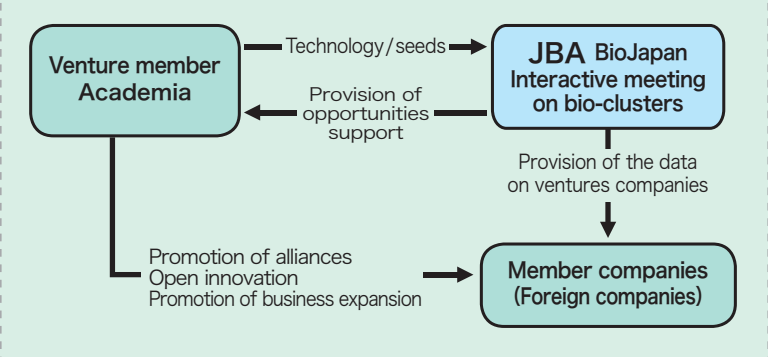 Venture member
Academia
Technology/seeds
JBA BioJapan
Interactive meeting
on bio-clusters
Provision of
opportunities
support
Provision of the data
on ventures companies
Promotion of alliances
Open innovation
Promotion of business expansion
Member companies
(Foreign companies)